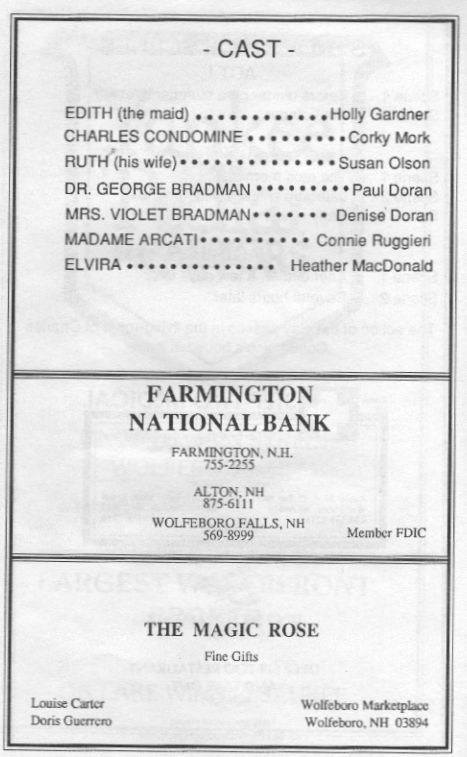 - CAST -
EDITH (the maid) • • • • • • • • • • • • Holly Gardner
CHARLES CONDOMINE • • • • • • • • • Corky Mork
RUTH (his wife) • • • • • • • • • • • • • • Susan Olson
DR. GEORGE BRADMAN • • • • • • • • Paul Doran
MRS. VIOLET BRADMAN • • • • • • • Denise Doran
MADAME ARCATI • • • • • • • • • • Connie Ruggieri
ELVIRA • • • • • • • • • • • • • Heather MacDonald
FARMINGTON
NATIONAL BANK
FARMINGTON, N.H.
755-2255
ALTON, NH
875-6111
WOLFEBORO FALLS, NH
569-8999
Member FDIC
THE MAGIC ROSE
Fine Gifts
Louise Carter
Doris Guerrero
Wolfeboro Marketplace
Wolfeboro, NH 03894